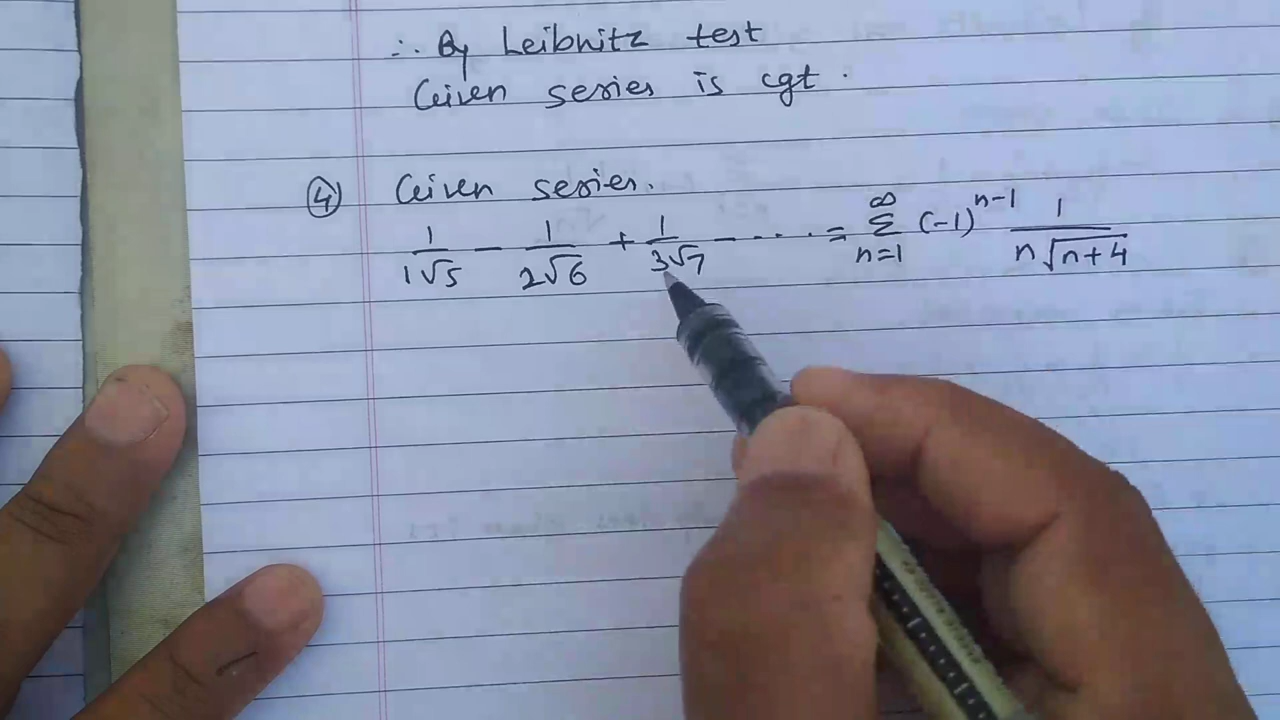 ∴ By Leibnitz test
Given series is cgt.
④ Given series.
1/1√5 - 1/2√6 + 1/3√7 - .... = ∞Σn=1 (-1)^n-1 1/n√n+4